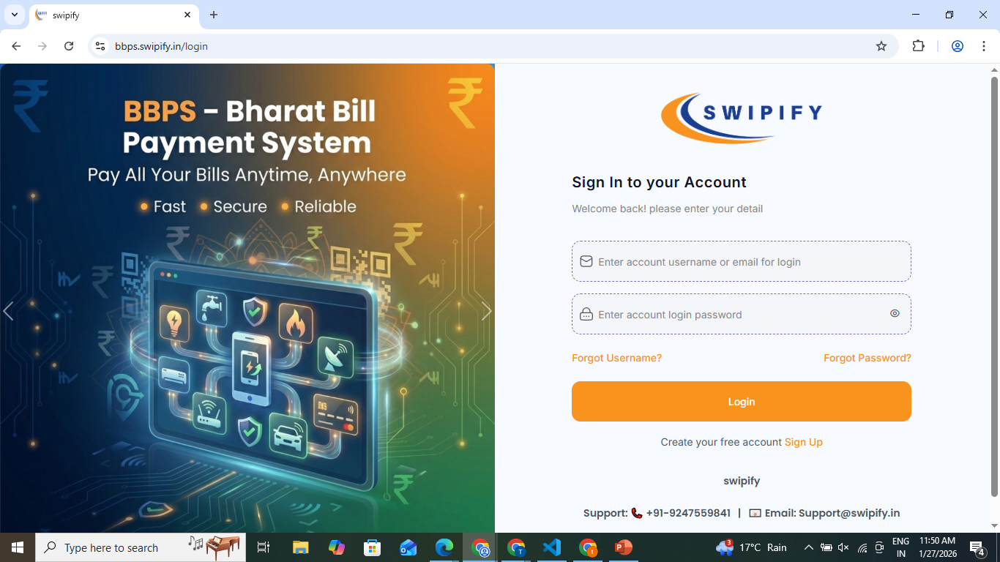 swipify
bbps.swipify.in/login
BBPS – Bharat Bill
Payment System
Pay All Your Bills Anytime, Anywhere
Fast Secure Reliable
SWIPIFY
Sign In to your Account
Welcome back! please enter your detail
Enter account username or email for login
Enter account login password
Forgot Username? Forgot Password?
Login
Create your free account Sign Up
swipify
Support: 📞 +91-9247559841 | 📧 Email: Support@swipify.in
Type here to search
3
17°C Rain
ENG
IN
11:50 AM
1/27/2026
4